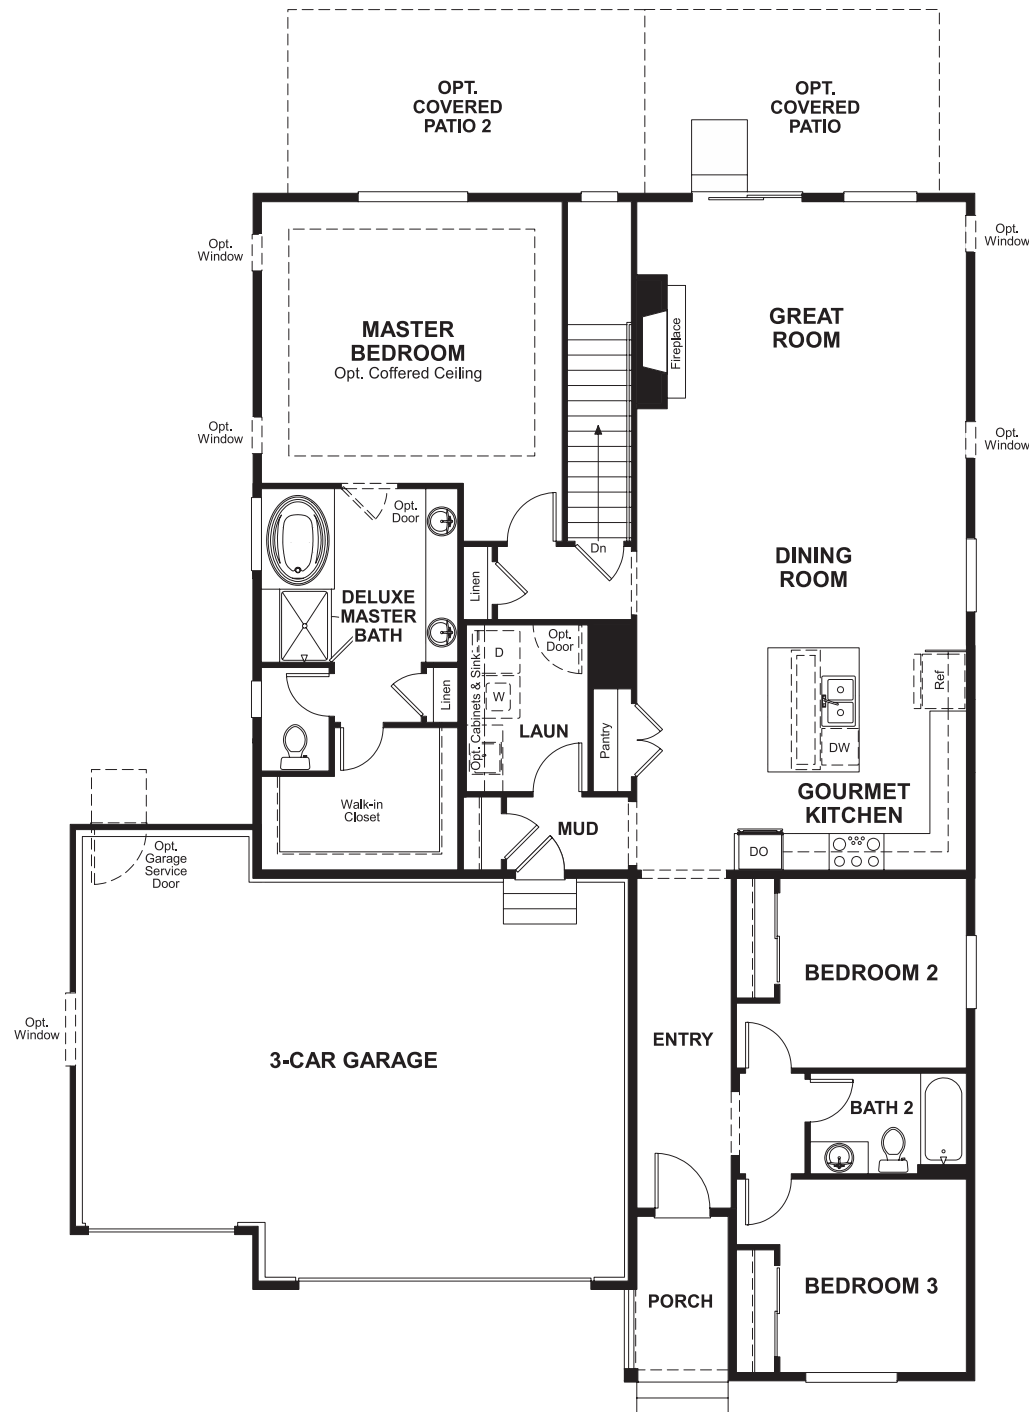 OPT.
COVERED
PATIO 2
OPT.
COVERED
PATIO
Opt.
Window
Opt.
Window
MASTER
BEDROOM
Opt. Coffered Ceiling
Fireplace
GREAT
ROOM
Opt.
Window
Opt.
Window
Opt.
Door
Dn
DINING
ROOM
Linen
DELUXE
MASTER
BATH
Linen
Opt. Cabinets & Sink
D
W
Opt.
Door
LAUN
Pantry
Ref
DW
GOURMET
KITCHEN
Walk-in
Closet
MUD
DO
Opt.
Garage
Service
Door
BEDROOM 2
Opt.
Window
3-CAR GARAGE
ENTRY
BATH 2
PORCH
BEDROOM 3